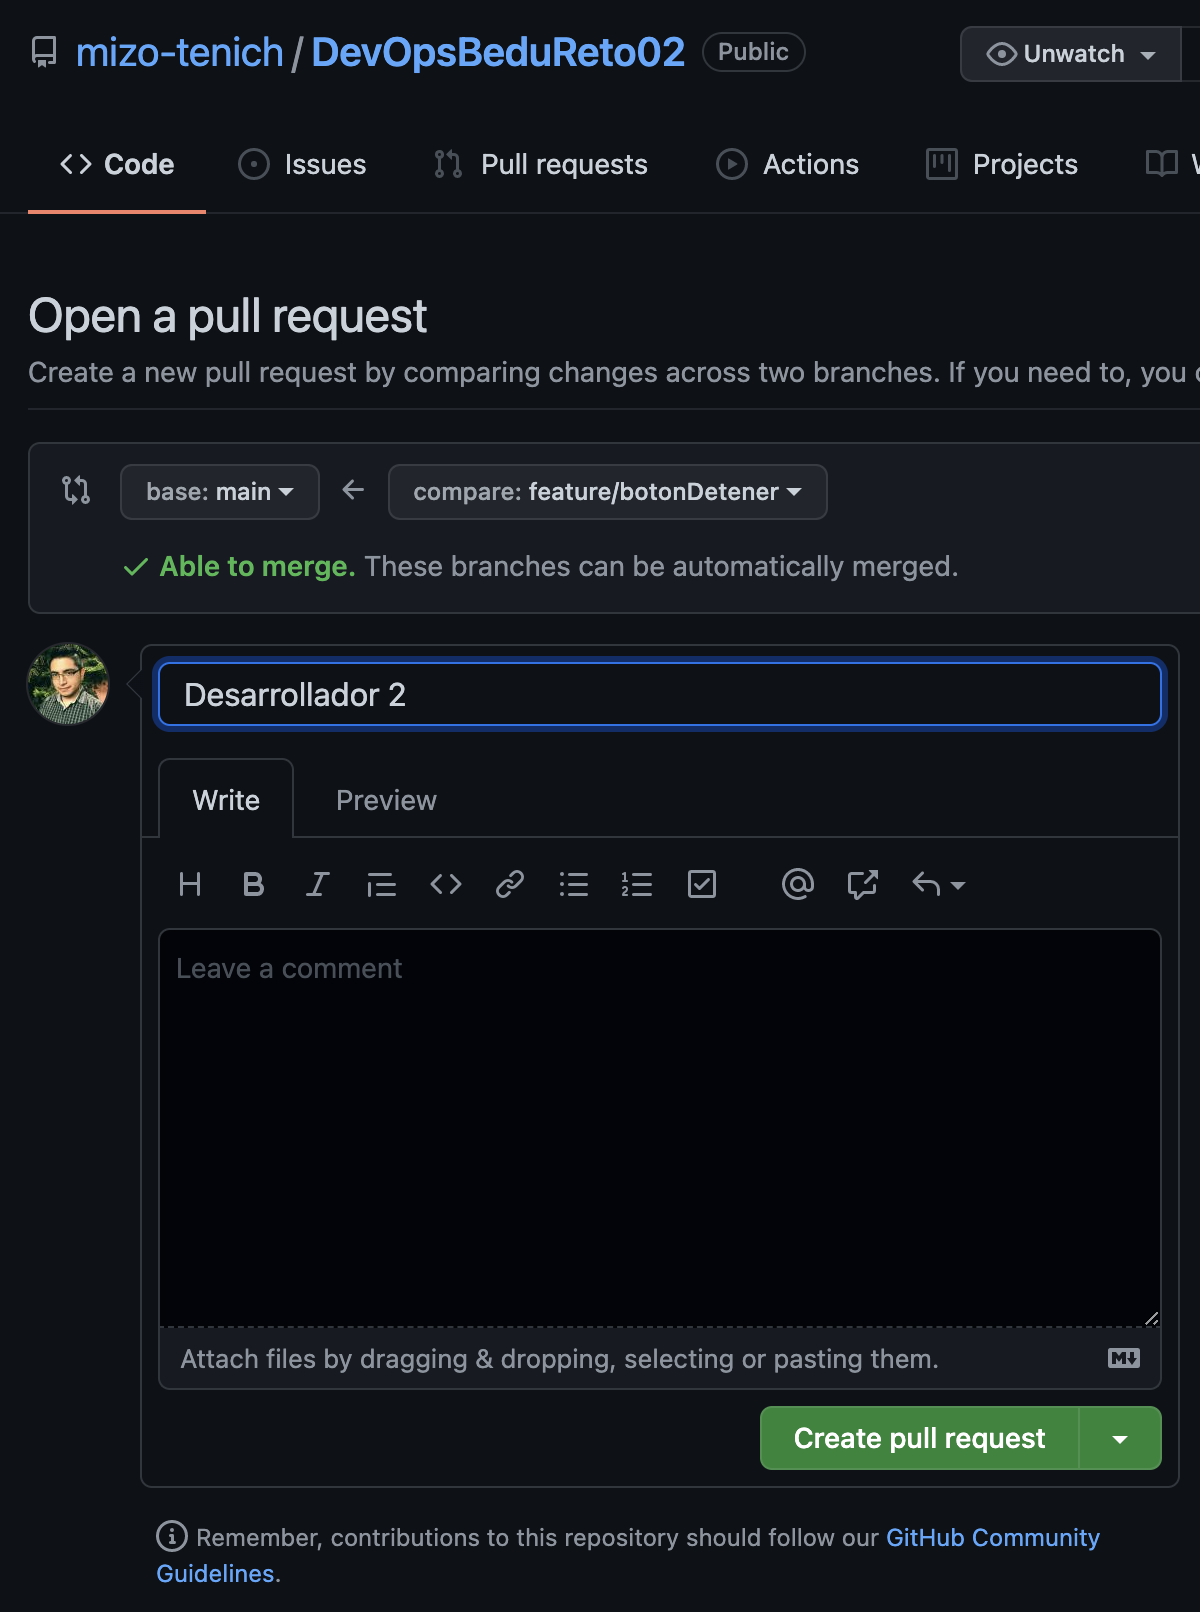 mizo-tenich / DevOpsBeduReto02 Public Unwatch
Code Issues Pull requests Actions Projects
Open a pull request
Create a new pull request by comparing changes across two branches. If you need to, you
base: main ← compare: feature/botonDetener
Able to merge. These branches can be automatically merged.
Desarrollador 2
Write Preview
Leave a comment
Attach files by dragging & dropping, selecting or pasting them.
Create pull request
Remember, contributions to this repository should follow our GitHub Community
Guidelines.